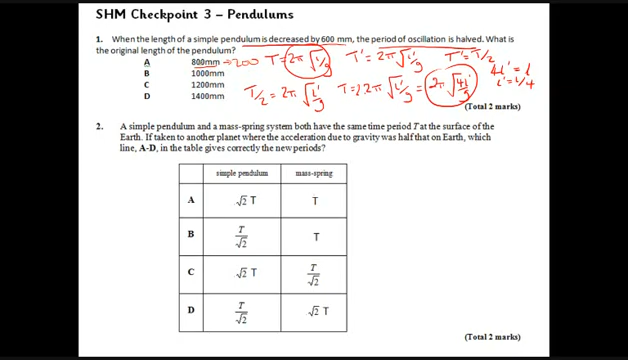 SHM Checkpoint 3 – Pendulums
1. When the length of a simple pendulum is decreased by 600 mm, the period of oscillation is halved. What is
the original length of the pendulum?
A 800mm → 200 T = 2π √l/g T' = 2π √l'/g T' = T/2
B 1000mm 4l' = l
C 1200mm T/2 = 2π √l'/g T = 2 2π √l'/g = 2π √4l'/g l' = l/4
D 1400mm
(Total 2 marks)
2. A simple pendulum and a mass-spring system both have the same time period T at the surface of the
Earth. If taken to another planet where the acceleration due to gravity was half that on Earth, which
line, A-D, in the table gives correctly the new periods?
simple pendulum mass-spring
A √2 T T
B T/√2 T
C √2 T T/√2
D T/√2 √2 T
(Total 2 marks)